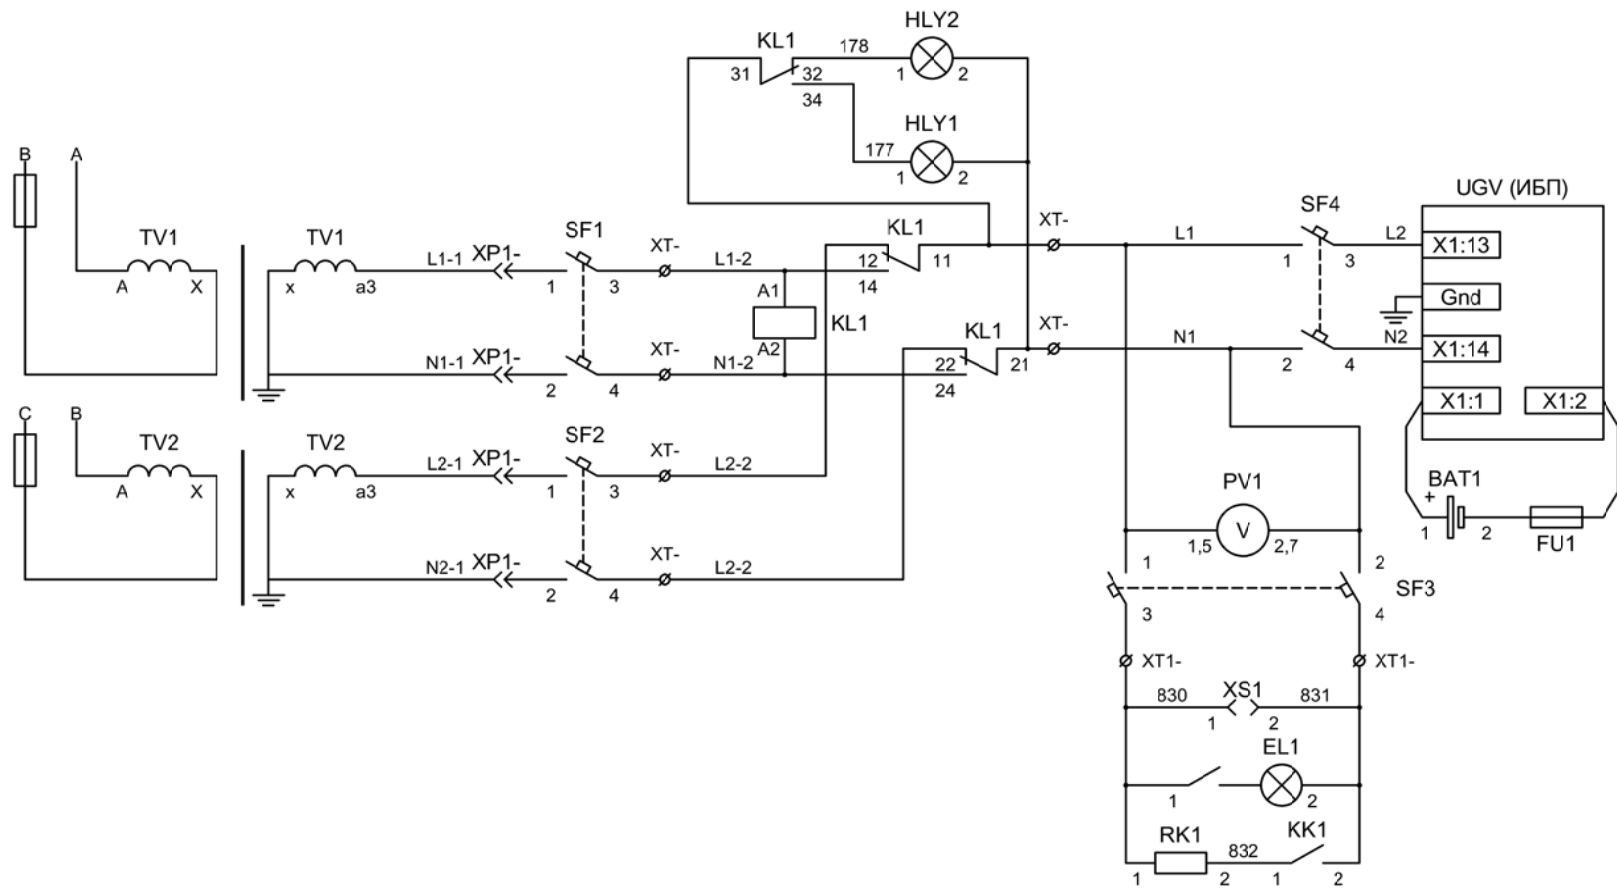 HLY2
KL1
178
31
32
1
2
34
HLY1
177
1
2
B
A
UGV (ИБП)
SF4
TV1
TV1
SF1
XT-
KL1
XT-
L1
L2
X1:13
L1-1
XP1-
L1-2
12
11
1
3
A
X
x
a3
1
3
14
A1
Gnd
KL1
XT-
KL1
XT-
N1
N2
N1-1
XP1-
N1-2
A2
22
21
2
4
X1:14
2
4
24
X1:1
X1:2
C
B
TV2
TV2
SF2
XT-
L2-1
XP1-
L2-2
A
X
x
a3
1
3
PV1
BAT1
+
V
1
2
1,5
2,7
FU1
XT-
N2-1
XP1-
L2-2
1
2
2
4
SF3
3
4
XT1-
XT1-
830
XS1
831
1
2
EL1
1
2
RK1
KK1
832
1
2
1
2